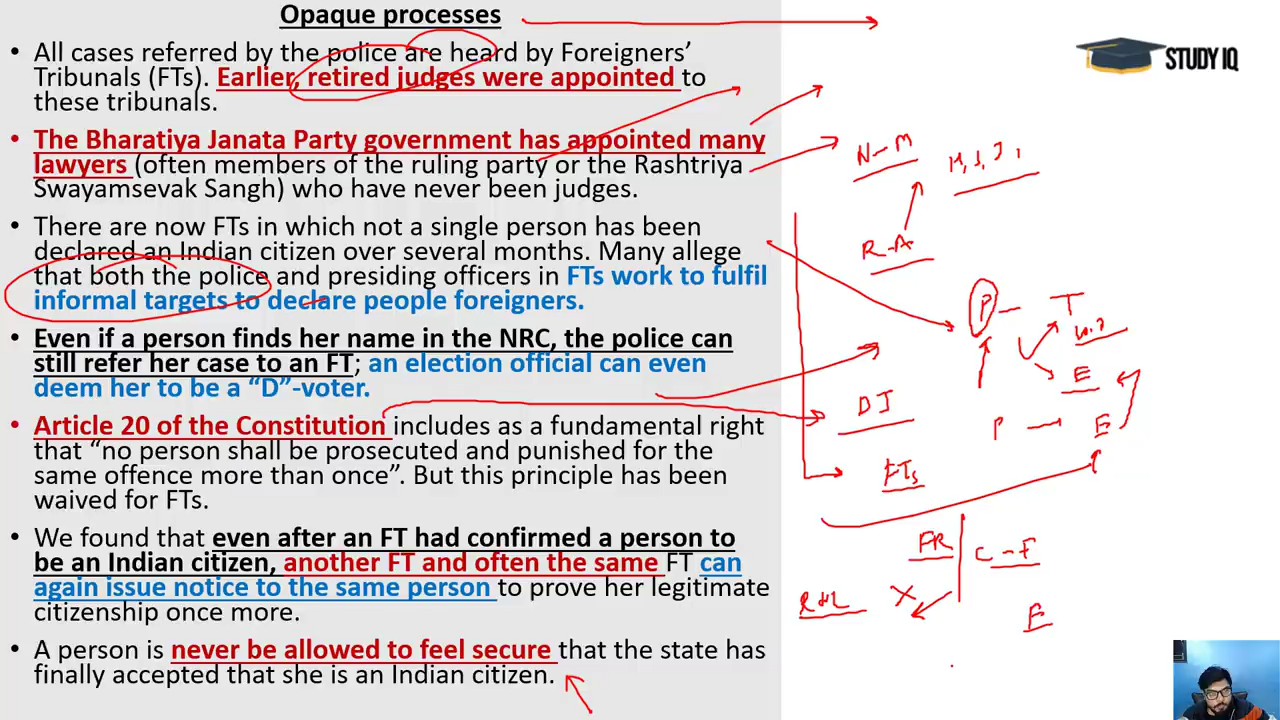 Opaque processes
• All cases referred by the police are heard by Foreigners’
Tribunals (FTs). Earlier, retired judges were appointed to
these tribunals.
• The Bharatiya Janata Party government has appointed many
lawyers (often members of the ruling party or the Rashtriya
Swayamsevak Sangh) who have never been judges.
• There are now FTs in which not a single person has been
declared an Indian citizen over several months. Many allege
that both the police and presiding officers in FTs work to fulfil
informal targets to declare people foreigners.
• Even if a person finds her name in the NRC, the police can
still refer her case to an FT; an election official can even
deem her to be a “D”-voter.
• Article 20 of the Constitution includes as a fundamental right
that “no person shall be prosecuted and punished for the
same offence more than once”. But this principle has been
waived for FTs.
• We found that even after an FT had confirmed a person to
be an Indian citizen, another FT and often the same FT can
again issue notice to the same person to prove her legitimate
citizenship once more.
• A person is never be allowed to feel secure that the state has
finally accepted that she is an Indian citizen.
STUDY IQ
N-M
R-A
P - T
E
DJ
P - E
FTs
FR
C-F
X
E